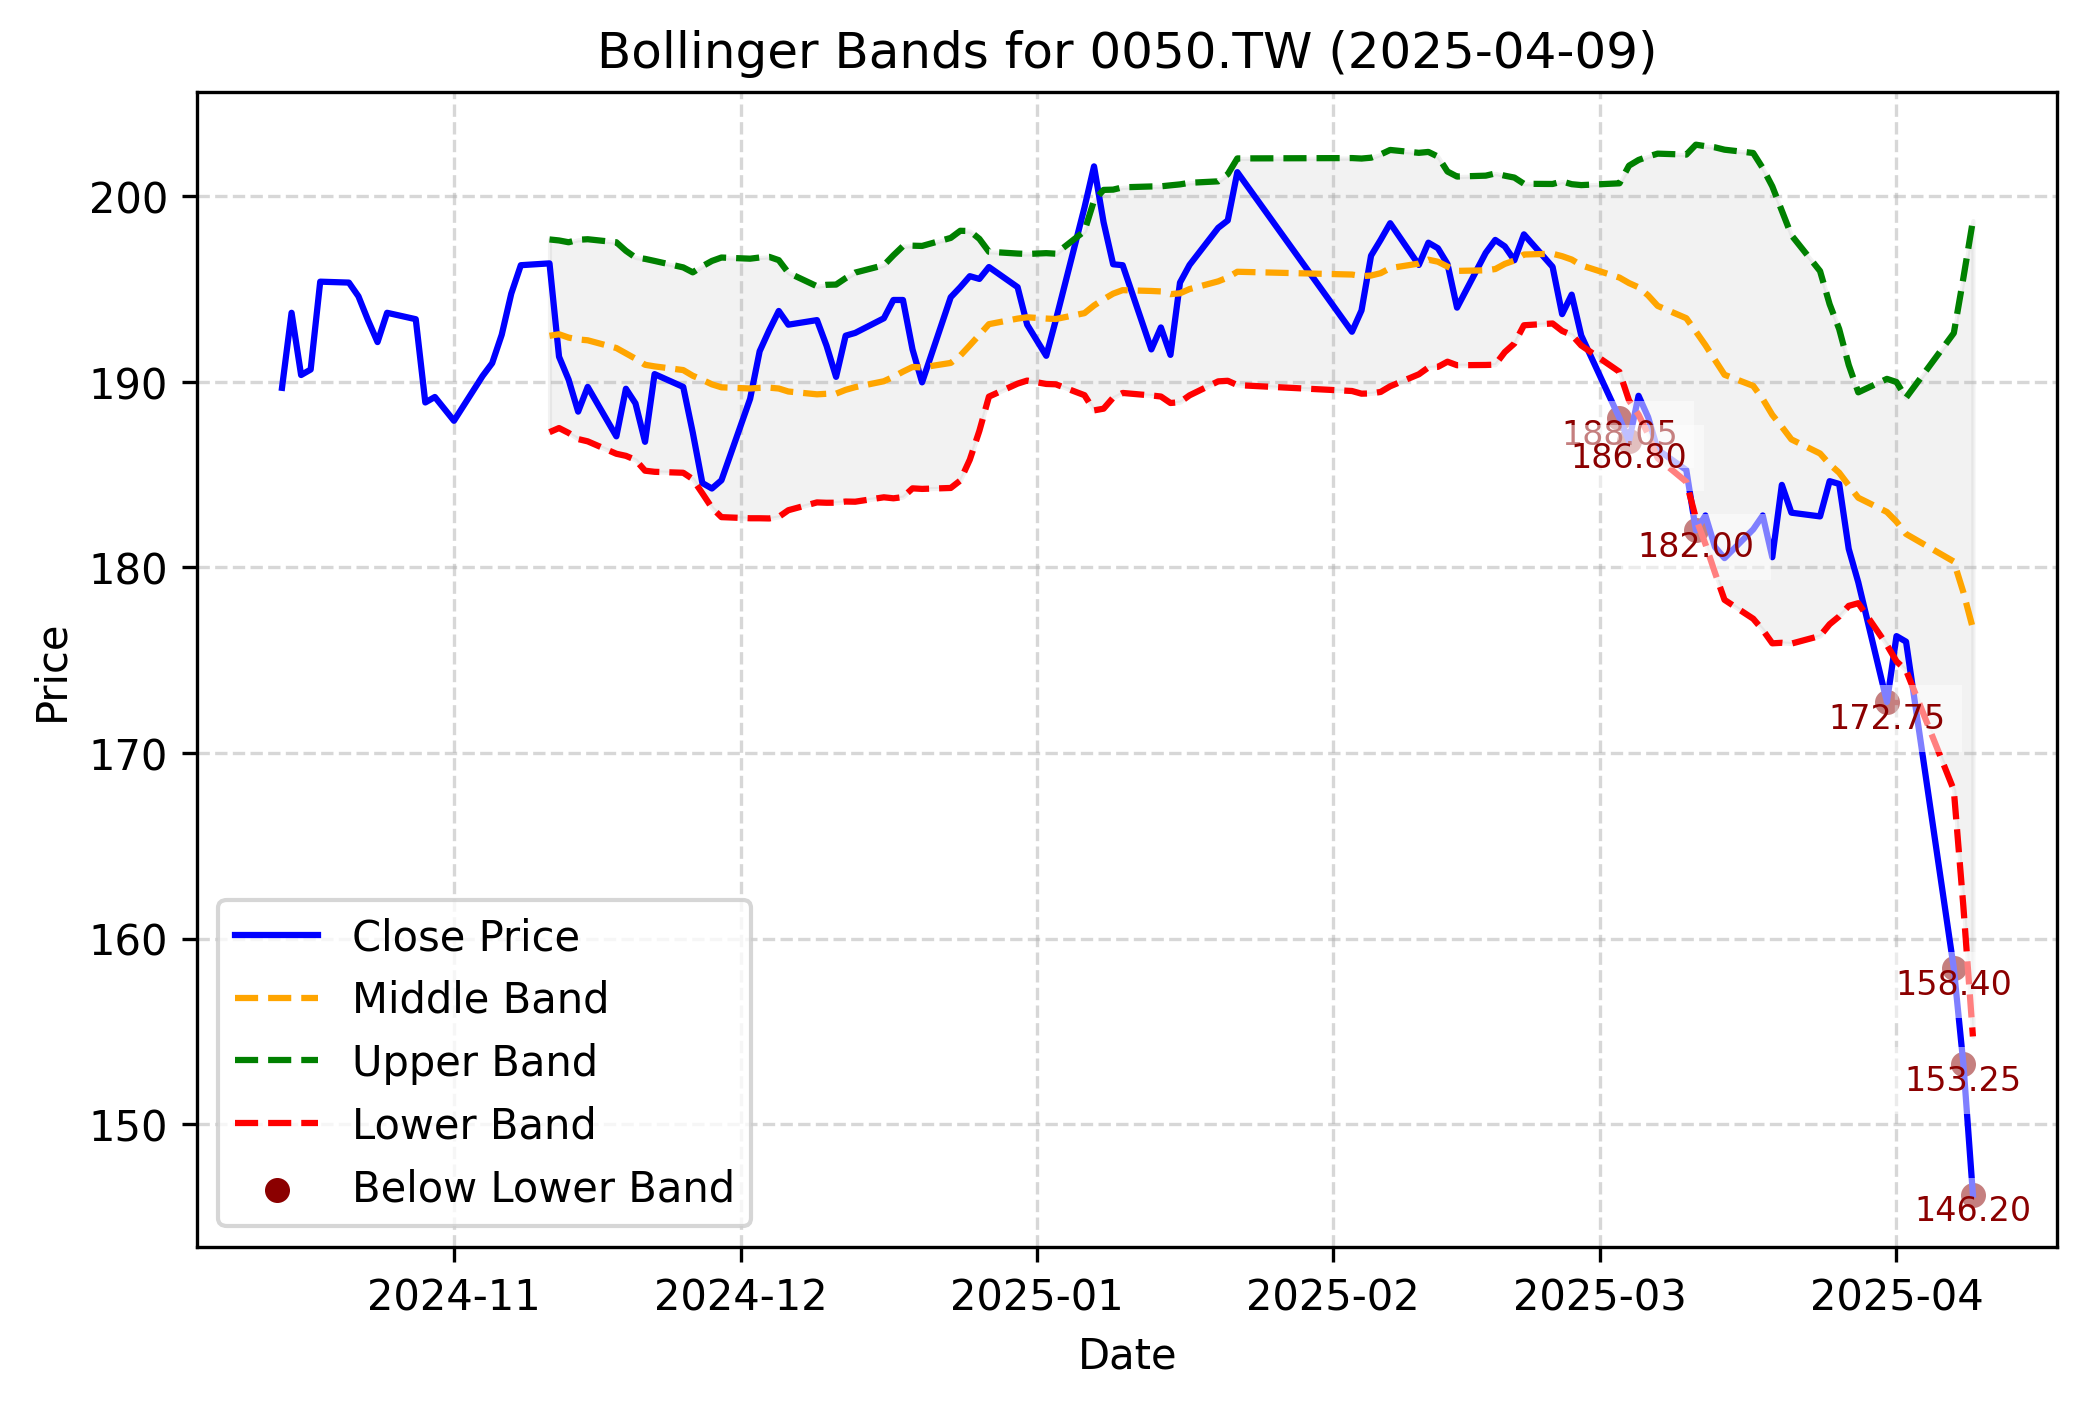 Bollinger Bands for 0050.TW (2025-04-09)
Price
200
190
180
170
160
150
188.05
186.80
182.00
172.75
158.40
153.25
146.20
Close Price
Middle Band
Upper Band
Lower Band
Below Lower Band
2024-11
2024-12
2025-01
2025-02
2025-03
2025-04
Date